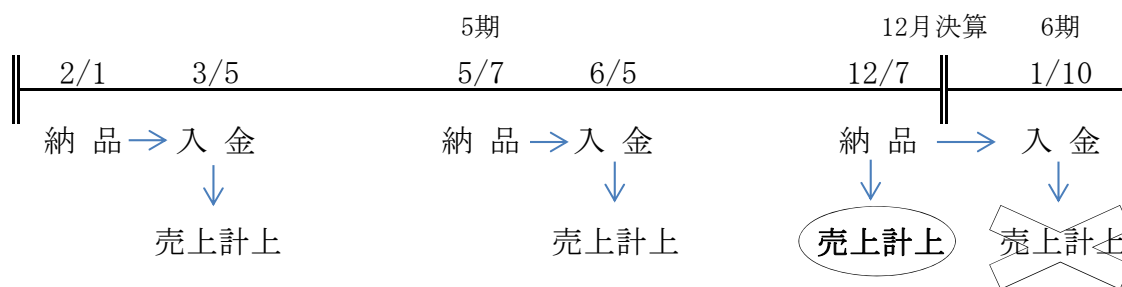 5期 12月決算 6期
2/1 3/5 5/7 6/5 12/7 1/10
納 品 入 金 納 品 入 金 納 品 入 金
売上計上 売上計上 売上計上 売上計上